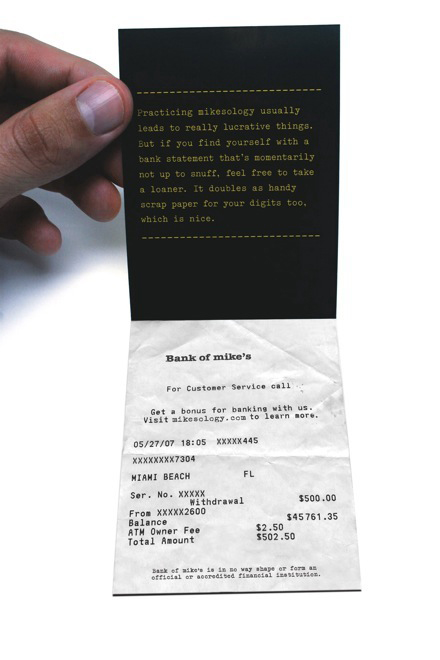 Practicing mikesology usually
leads to really lucrative things.
But if you find yourself with a
bank statement that's momentarily
not up to snuff, feel free to take
a loaner. It doubles as handy
scrap paper for your digits too,
which is nice.
Bank of mike's
For Customer Service call
Get a bonus for banking with us.
Visit mikesology.com to learn more.
05/27/07 18:05 XXXXX445
XXXXXXXX7304
MIAMI BEACH FL
Ser. No. XXXXX
Withdrawal $500.00
From XXXXX2600
Balance $45761.35
ATM Owner Fee $2.50
Total Amount $502.50
Bank of mike's is in no way shape or form an
official or accredited financial institution.